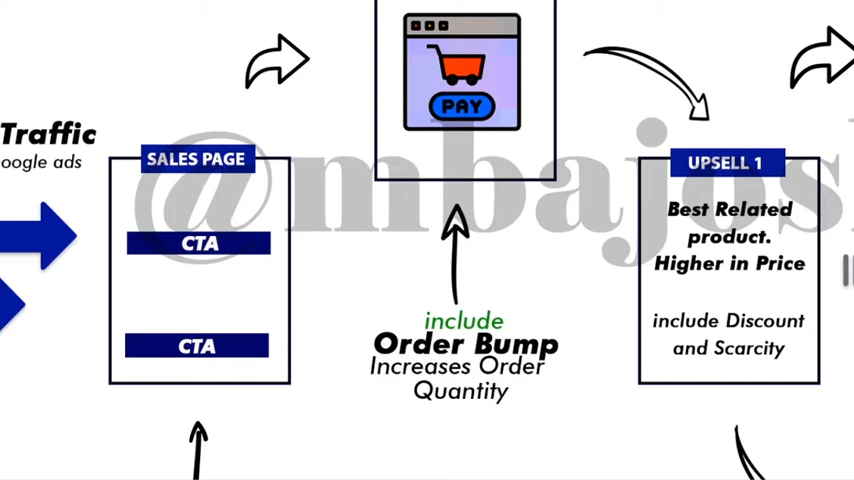 PAY
Traffic
oogle ads
SALES PAGE
CTA
CTA
include
Order Bump
Increases Order
Quantity
UPSELL 1
Best Related
product.
Higher in Price
include Discount
and Scarcity
@mbajos